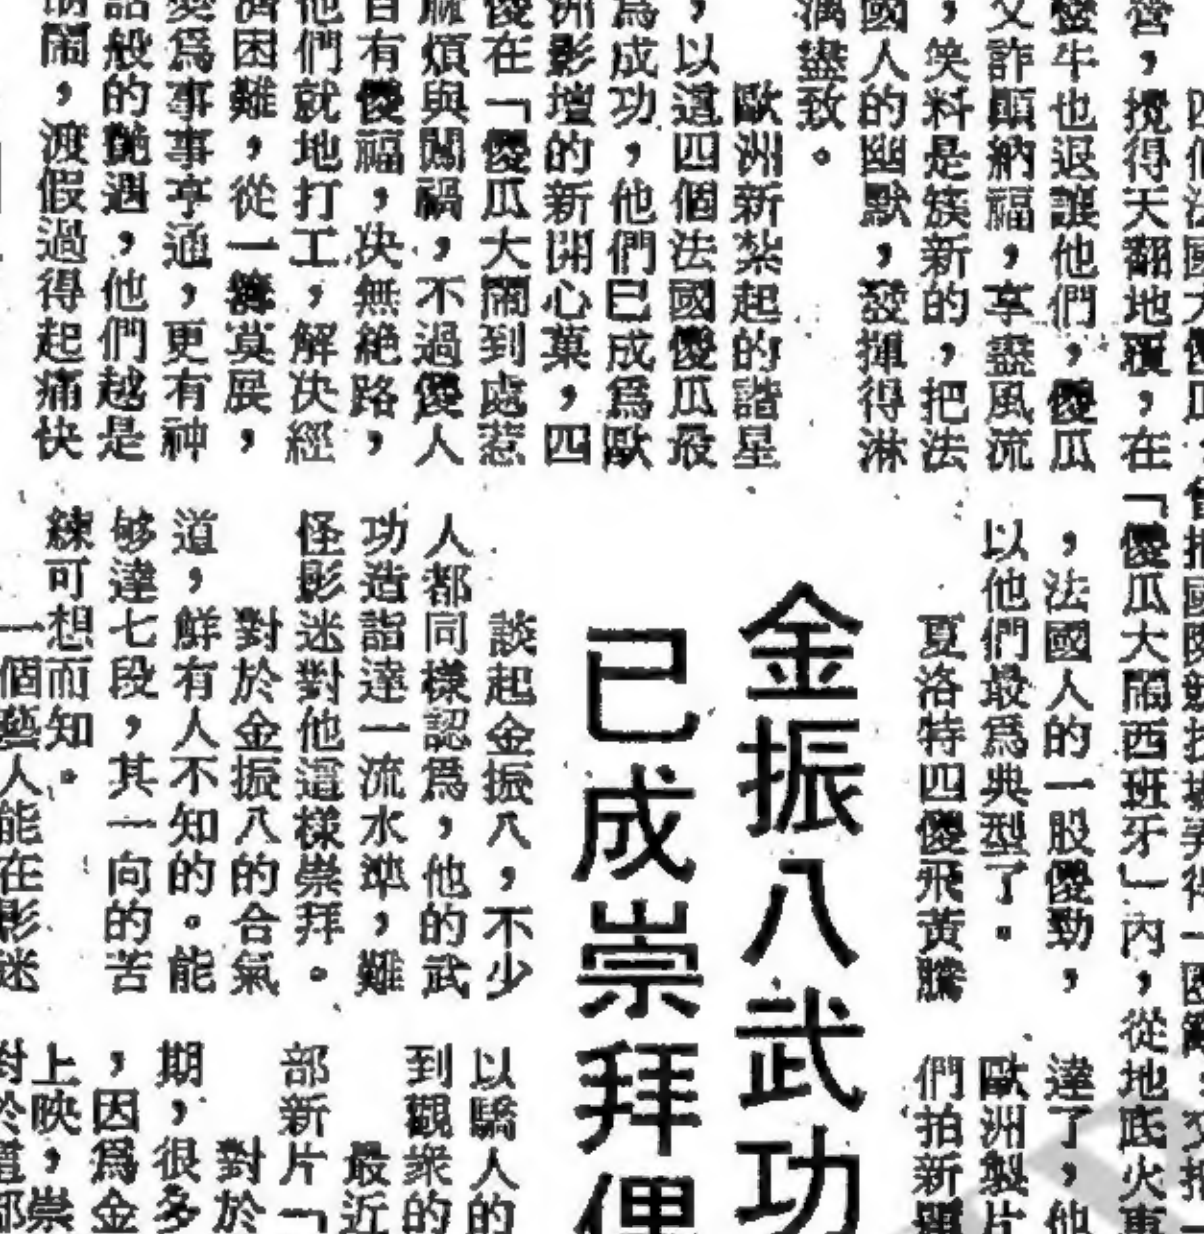 營，攪得天翻地覆，在「傻瓜大鬧西班牙」內，從地底火車
蠻牛也退讓他們，傻瓜
又詐顛納福，享盡風流
，笑料是簇新的，把法
國人的幽默，發揮得淋
漓盡致。
歐洲新紮起的諧星
，以這四個法國傻瓜最
爲成功，他們已成爲歐
洲影壇的新開心菓，四
傻在「傻瓜大鬧到處惹
麻煩與闖禍，不過傻人
自有傻福，决無絶路，
他們就地打工，解决經
濟困難，從一籌莫展，
變爲事事亨通，更有神
話般的艷遇，他們越是
胡鬧，渡假過得起痛快
，法國人的一股傻勁，
以他們最爲典型了。
夏洛特四傻飛黃騰
達了，他
歐洲製片
們拍新
金振八武功
已成崇拜偶
談起金振八，不少
人都同樣認爲，他的武
功造詣達一流水準，難
怪影迷對他這樣崇拜。
對於金振八的合氣
道，鮮有人不知的。能
够達七段，其一向的苦
練可想而知。
一個藝人能在影迷
以驕人的
到觀衆的
最近
部新片「
對於
期，很多
，因爲金
上映，崇
對於這部